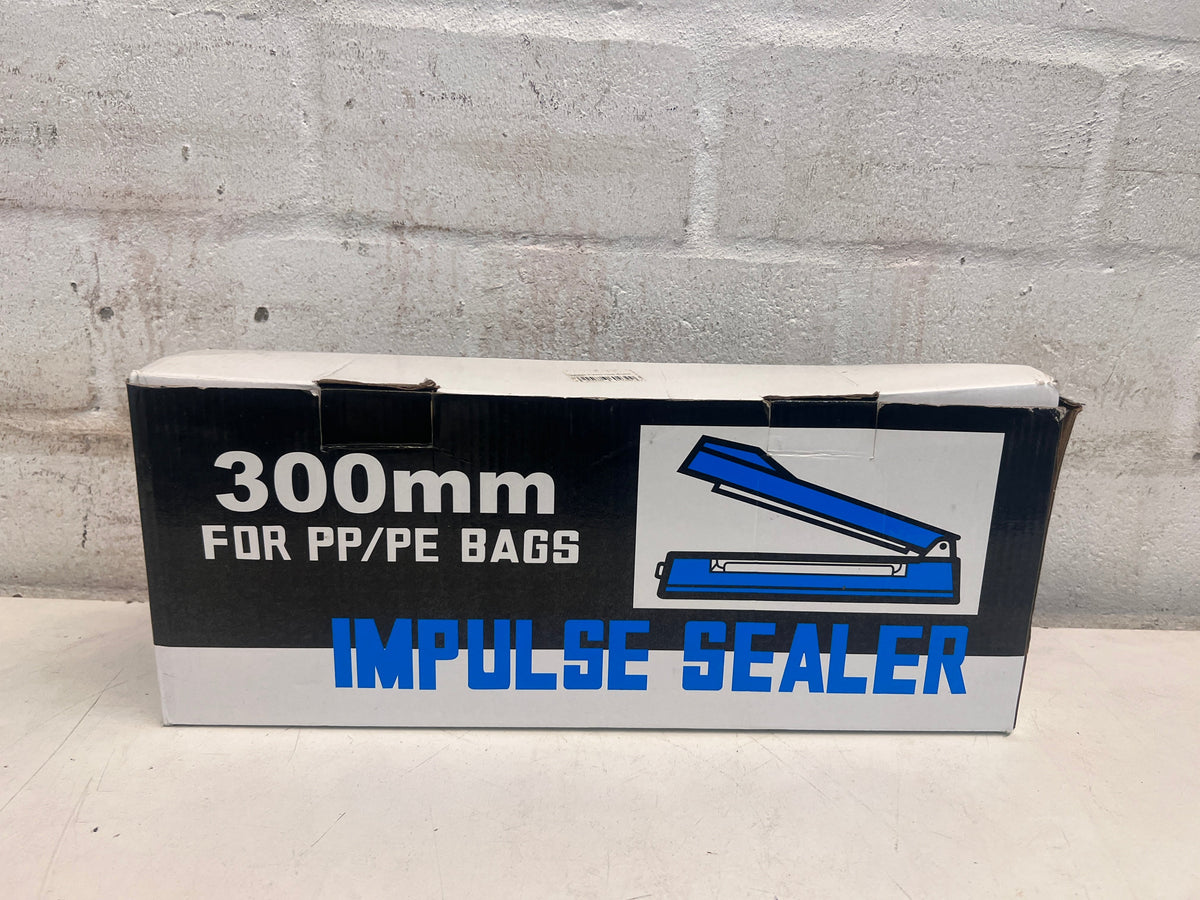 300mm
FOR PP/PE BAGS
IMPULSE SEALER